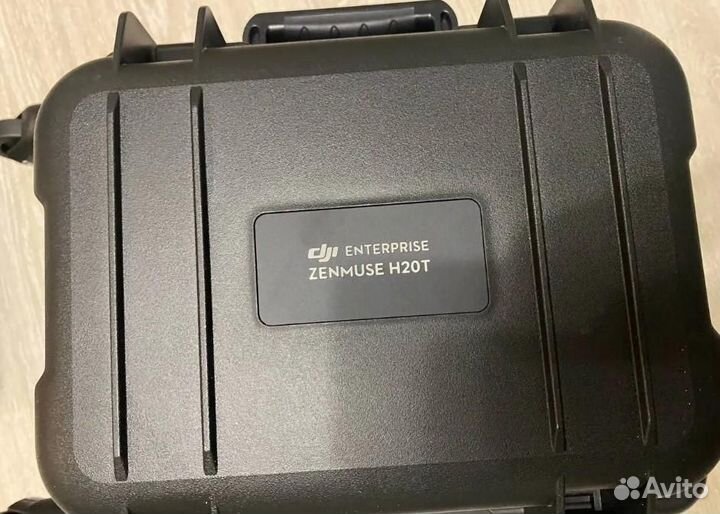 dji ENTERPRISE
ZENMUSE H20T
Avito